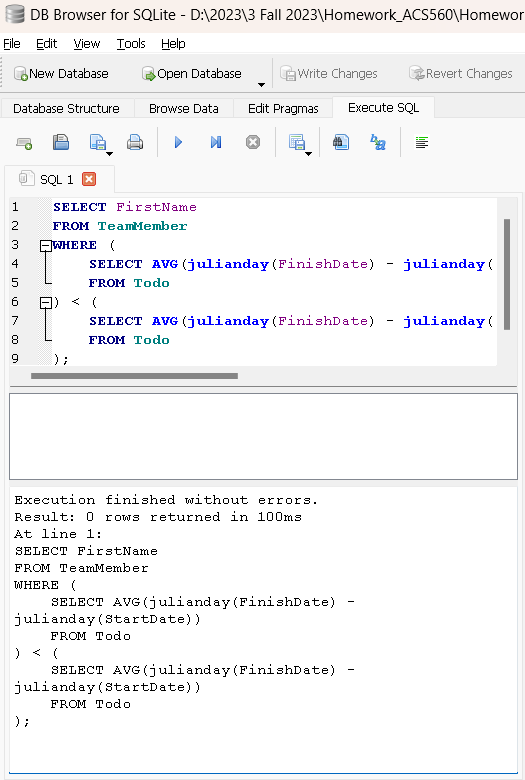 DB Browser for SQLite - D:\2023\3 Fall 2023\Homework_ACS560\Homewor
File Edit View Tools Help
New Database Open Database Write Changes Revert Changes
Database Structure Browse Data Edit Pragmas Execute SQL
SQL 1
1 SELECT FirstName
2 FROM TeamMember
3 WHERE (
4 SELECT AVG(julianday(FinishDate) - julianday(
5 FROM Todo
6 ) < (
7 SELECT AVG(julianday(FinishDate) - julianday(
8 FROM Todo
9 );
Execution finished without errors.
Result: 0 rows returned in 100ms
At line 1:
SELECT FirstName
FROM TeamMember
WHERE (
SELECT AVG(julianday(FinishDate) -
julianday(StartDate))
FROM Todo
) < (
SELECT AVG(julianday(FinishDate) -
julianday(StartDate))
FROM Todo
);